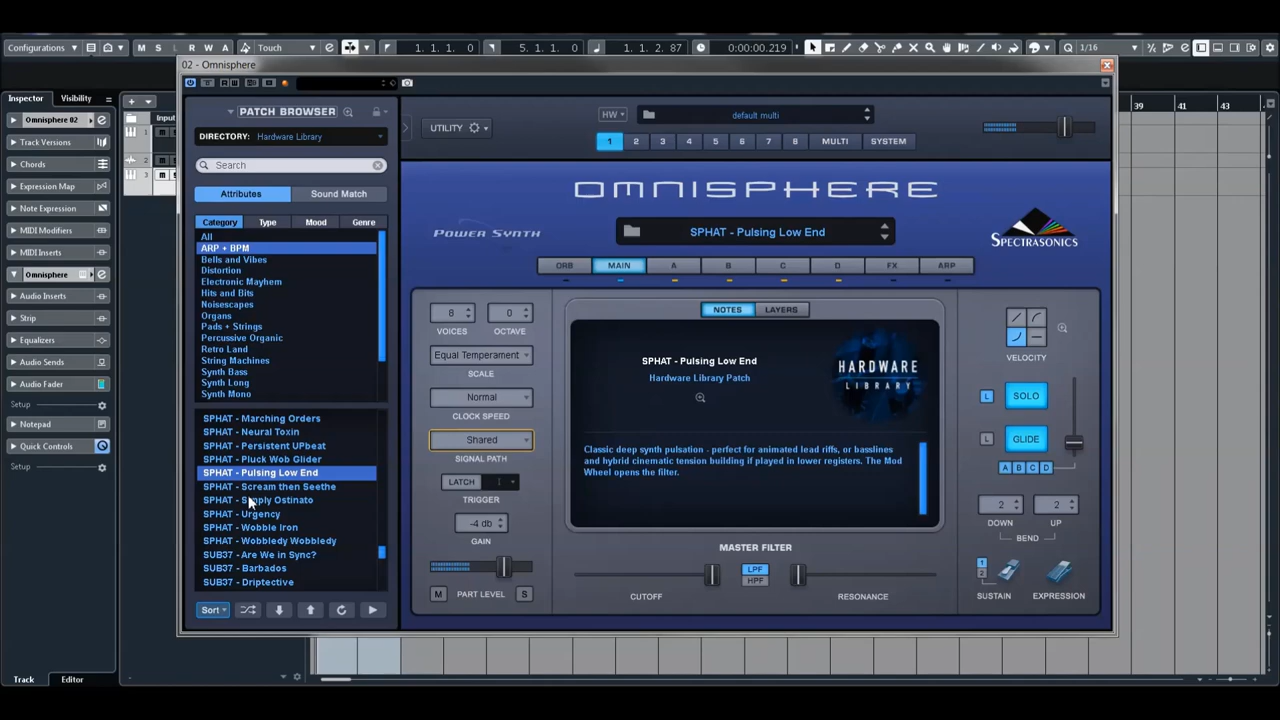 Configurations
M S L R W A
Touch
1. 1. 1. 0
5. 1. 1. 0
1. 1. 2. 87
0:00:00.219
Q 1/16
02 - Omnisphere
Inspector
Visibility
Omnisphere 02
Track Versions
Chords
Expression Map
Note Expression
MIDI Modifiers
MIDI Inserts
Omnisphere
Audio Inserts
Strip
Equalizers
Audio Sends
Audio Fader
Setup
Notepad
Quick Controls
Setup
Track
Editor
Input
1
2
3
39 41 43
PATCH BROWSER
DIRECTORY: Hardware Library
Search
Attributes
Sound Match
Category
Type
Mood
Genre
All
ARP + BPM
Bells and Vibes
Distortion
Electronic Mayhem
Hits and Bits
Noisescapes
Organs
Pads + Strings
Percussive Organic
Retro Land
String Machines
Synth Bass
Synth Long
Synth Mono
SPHAT - Marching Orders
SPHAT - Neural Toxin
SPHAT - Persistent UPbeat
SPHAT - Pluck Wob Glider
SPHAT - Pulsing Low End
SPHAT - Scream then Seethe
SPHAT - Simply Ostinato
SPHAT - Urgency
SPHAT - Wobble Iron
SPHAT - Wobbledy Wobbledy
SUB37 - Are We in Sync?
SUB37 - Barbados
SUB37 - Driptective
Sort
UTILITY
HW
default multi
1 2 3 4 5 6 7 8 MULTI SYSTEM
OMNISPHERE
POWER SYNTH
SPHAT - Pulsing Low End
SPECTRASONICS
ORB MAIN A B C D FX ARP
8
0
VOICES
OCTAVE
Equal Temperament
SCALE
Normal
CLOCK SPEED
Shared
SIGNAL PATH
LATCH
TRIGGER
-4 db
GAIN
M PART LEVEL S
NOTES
LAYERS
SPHAT - Pulsing Low End
Hardware Library Patch
HARDWARE
LIBRARY
Classic deep synth pulsation - perfect for animated lead riffs, or basslines
and hybrid cinematic tension building if played in lower registers. The Mod
Wheel opens the filter.
MASTER FILTER
LPF
HPF
CUTOFF
RESONANCE
VELOCITY
L SOLO
L GLIDE
A B C D
2
2
DOWN
UP
BEND
1
2
SUSTAIN
EXPRESSION